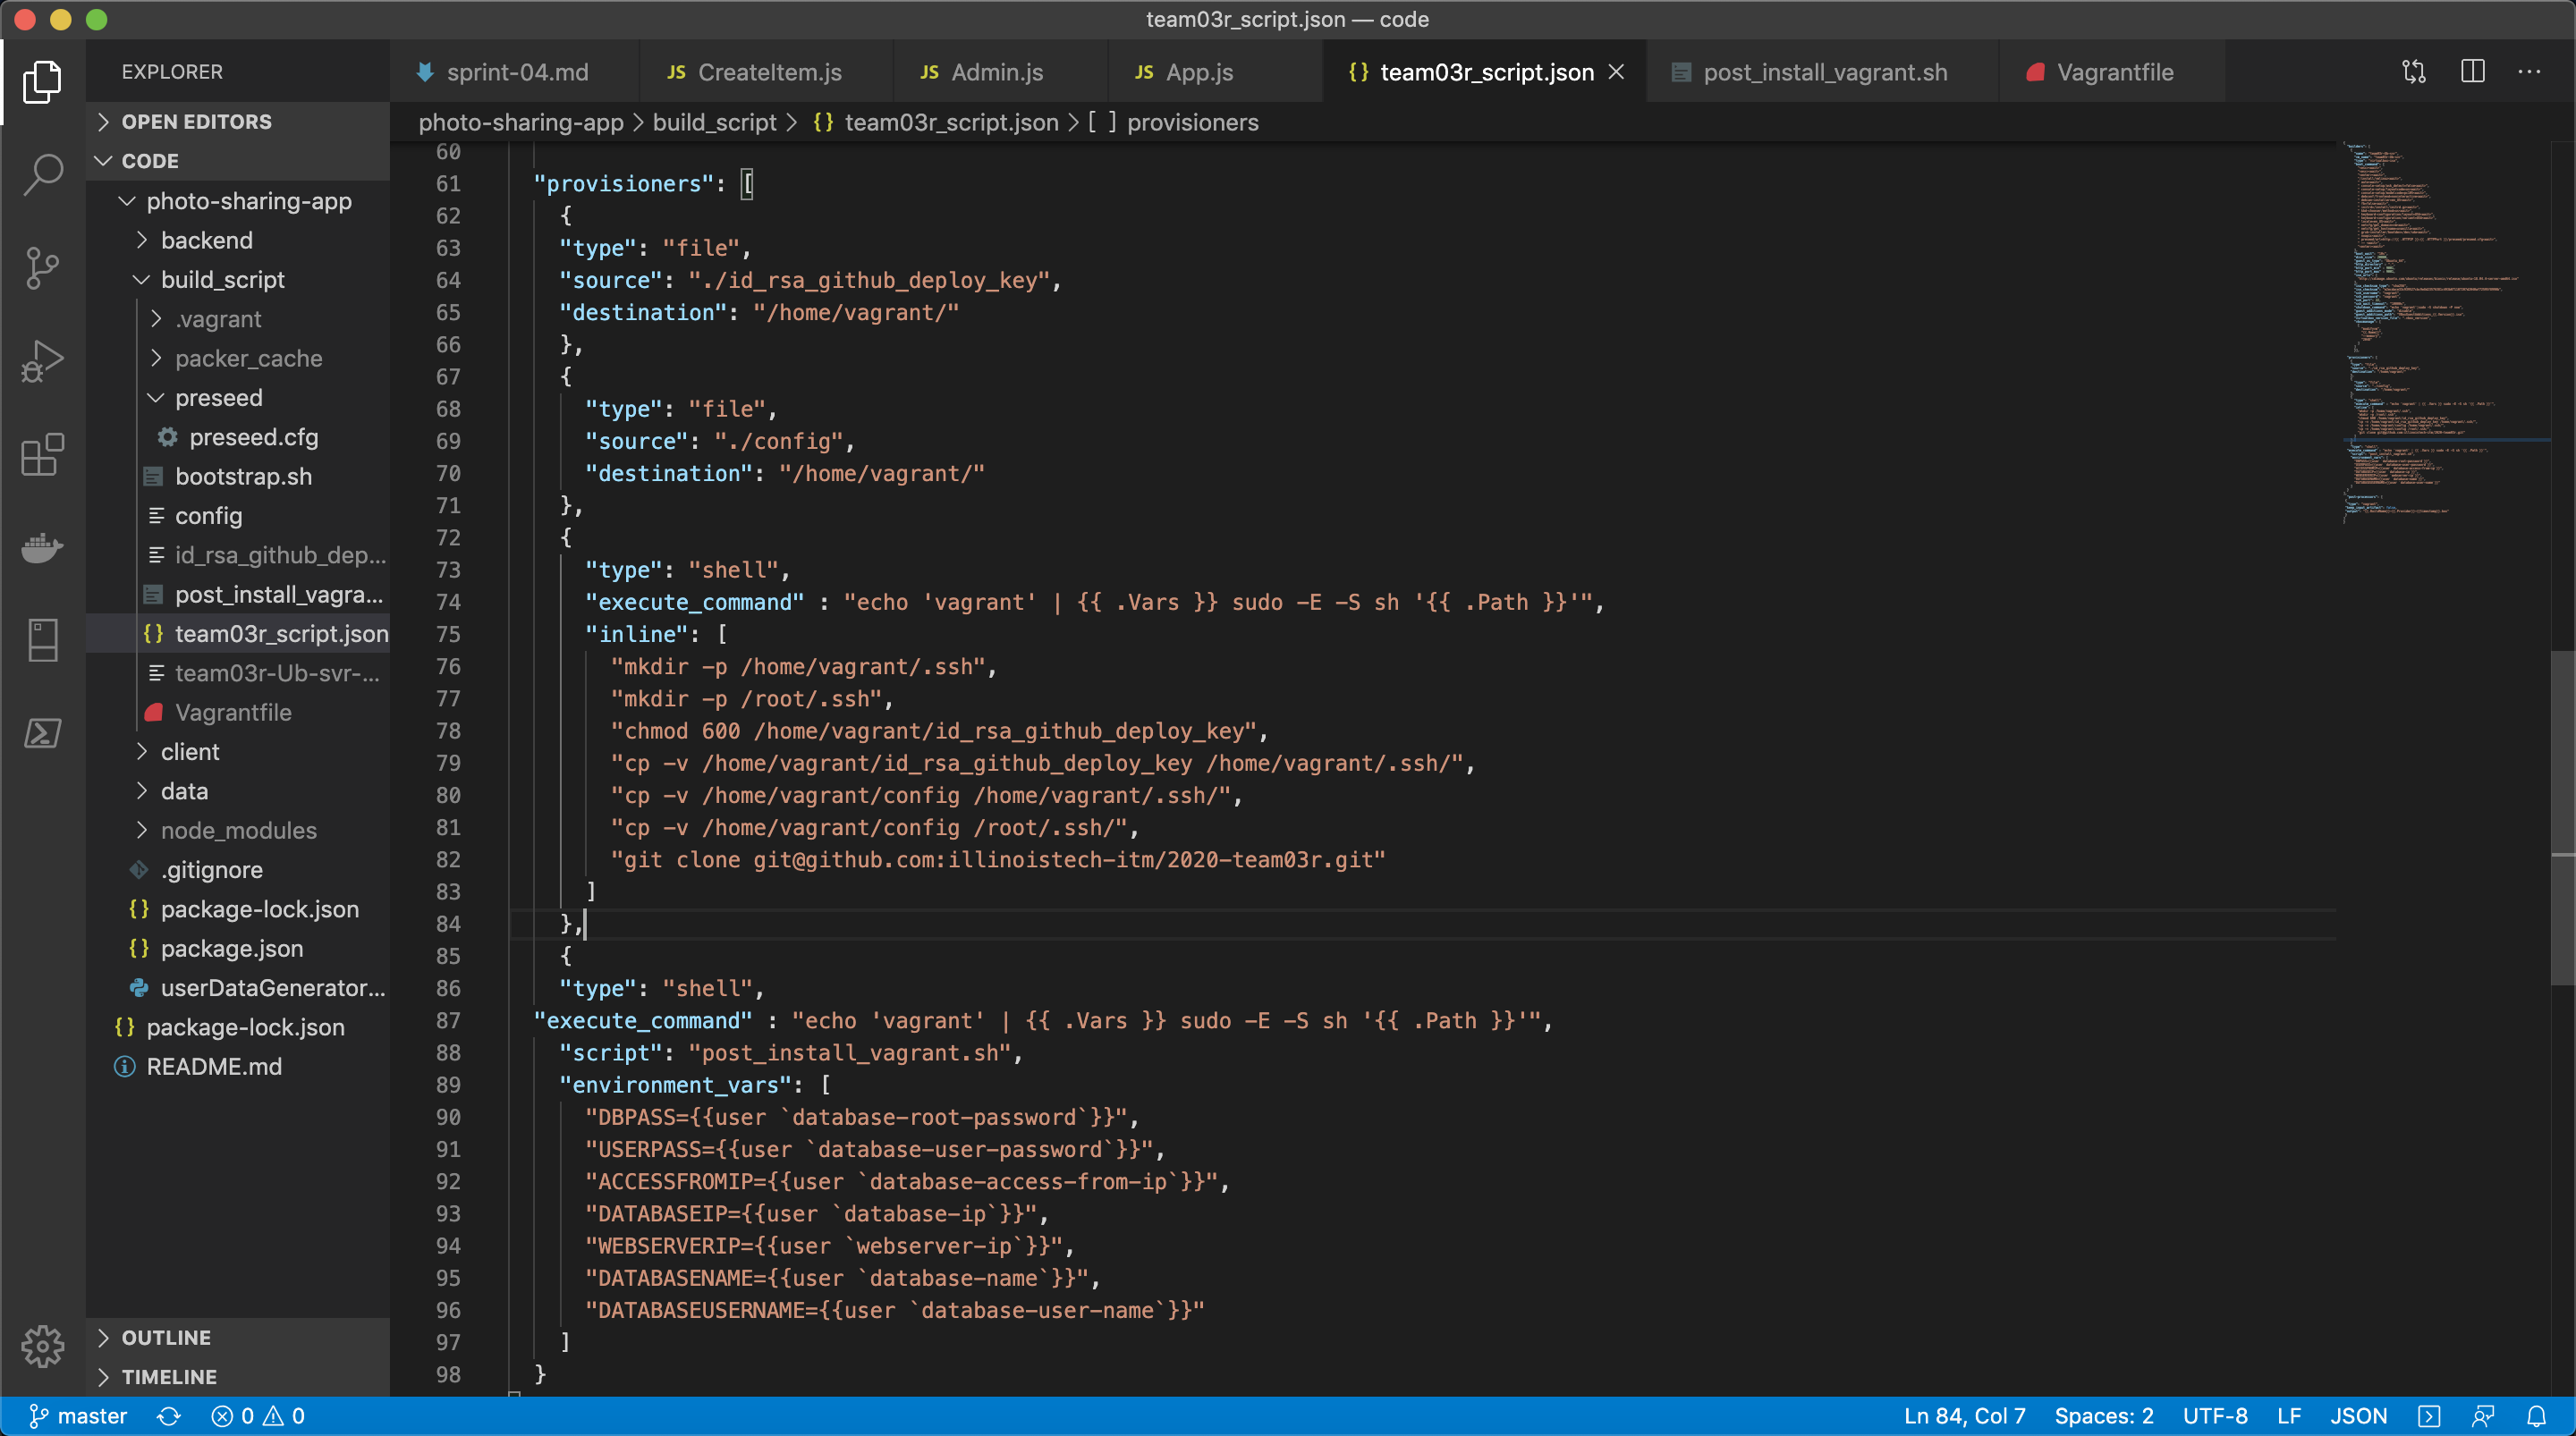 team03r_script.json — code
EXPLORER
sprint-04.md
JS CreateItem.js
JS Admin.js
JS App.js
{} team03r_script.json
post_install_vagrant.sh
Vagrantfile
OPEN EDITORS
CODE
photo-sharing-app
backend
build_script
.vagrant
packer_cache
preseed
preseed.cfg
bootstrap.sh
config
id_rsa_github_dep...
post_install_vagra...
{} team03r_script.json
team03r-Ub-svr-...
Vagrantfile
client
data
node_modules
.gitignore
{} package-lock.json
{} package.json
userDataGenerator...
{} package-lock.json
README.md
OUTLINE
TIMELINE
photo-sharing-app > build_script > {} team03r_script.json > [ ] provisioners
60
61 "provisioners": [
62 {
63 "type": "file",
64 "source": "./id_rsa_github_deploy_key",
65 "destination": "/home/vagrant/"
66 },
67 {
68 "type": "file",
69 "source": "./config",
70 "destination": "/home/vagrant/"
71 },
72 {
73 "type": "shell",
74 "execute_command" : "echo 'vagrant' | {{ .Vars }} sudo -E -S sh '{{ .Path }}'",
75 "inline": [
76 "mkdir -p /home/vagrant/.ssh",
77 "mkdir -p /root/.ssh",
78 "chmod 600 /home/vagrant/id_rsa_github_deploy_key",
79 "cp -v /home/vagrant/id_rsa_github_deploy_key /home/vagrant/.ssh/",
80 "cp -v /home/vagrant/config /home/vagrant/.ssh/",
81 "cp -v /home/vagrant/config /root/.ssh/",
82 "git clone git@github.com:illinoistech-itm/2020-team03r.git"
83 ]
84 },
85 {
86 "type": "shell",
87 "execute_command" : "echo 'vagrant' | {{ .Vars }} sudo -E -S sh '{{ .Path }}'",
88 "script": "post_install_vagrant.sh",
89 "environment_vars": [
90 "DBPASS={{user `database-root-password`}}",
91 "USERPASS={{user `database-user-password`}}",
92 "ACCESSFROMIP={{user `database-access-from-ip`}}",
93 "DATABASEIP={{user `database-ip`}}",
94 "WEBSERVERIP={{user `webserver-ip`}}",
95 "DATABASENAME={{user `database-name`}}",
96 "DATABASEUSERNAME={{user `database-user-name`}}"
97 ]
98 }
master 0 0
Ln 84, Col 7 Spaces: 2 UTF-8 LF JSON